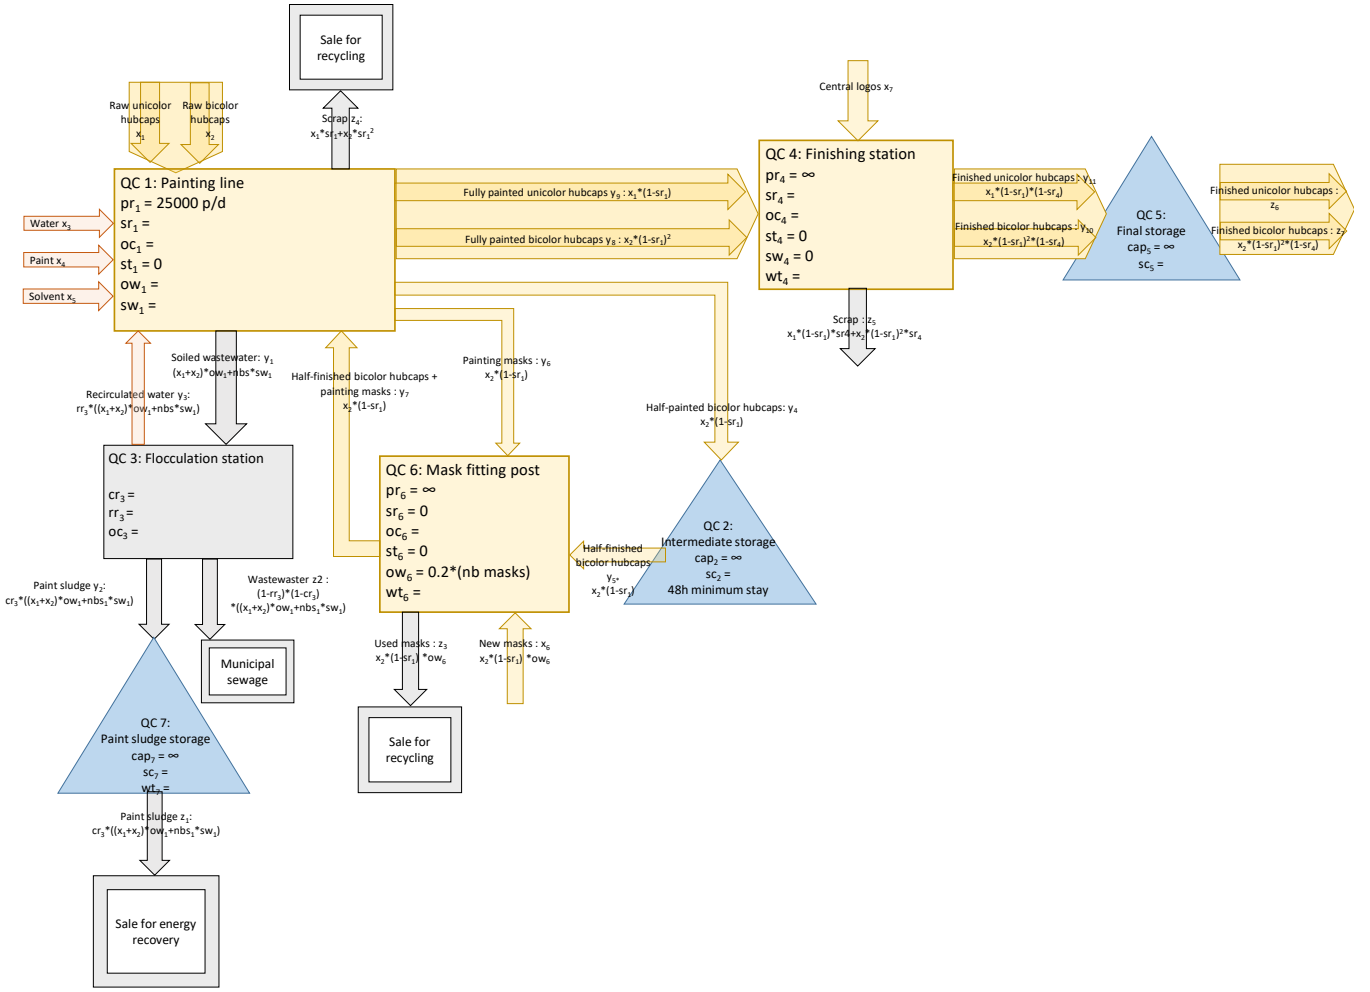 Sale for
recycling
Raw unicolor
hubcaps
x₁
Raw bicolor
hubcaps
x₂
Scrap z₄:
x₁*sr₁+x₂*sr₁²
Central logos x₇
QC 1: Painting line
pr₁ = 25000 p/d
sr₁ =
oc₁ =
st₁ = 0
ow₁ =
sw₁ =
Water x₃
Paint x₄
Solvent x₅
Fully painted unicolor hubcaps y₉ : x₁*(1-sr₁)
Fully painted bicolor hubcaps y₈ : x₂*(1-sr₁)²
QC 4: Finishing station
pr₄ = ∞
sr₄ =
oc₄ =
st₄ = 0
sw₄ = 0
wt₄ =
Finished unicolor hubcaps : y₁₁
x₁*(1-sr₁)*(1-sr₄)
Finished bicolor hubcaps : y₁₀
x₂*(1-sr₁)²*(1-sr₄)
QC 5:
Final storage
cap₅ = ∞
sc₅ =
Finished unicolor hubcaps :
z₆
Finished bicolor hubcaps : z₇
x₂*(1-sr₁)²*(1-sr₄)
Scrap : z₅
x₁*(1-sr₁)*sr4+x₂*(1-sr₁)²*sr₄
Soiled wastewater: y₁
(x₁+x₂)*ow₁+nbs*sw₁
Recirculated water y₃:
rr₃*((x₁+x₂)*ow₁+nbs*sw₁)
Half-finished bicolor hubcaps +
painting masks : y₇
x₂*(1-sr₁)
Painting masks : y₆
x₂*(1-sr₁)
Half-painted bicolor hubcaps: y₄
x₂*(1-sr₁)
QC 3: Flocculation station
cr₃ =
rr₃ =
oc₃ =
QC 6: Mask fitting post
pr₆ = ∞
sr₆ = 0
oc₆ =
st₆ = 0
ow₆ = 0.2*(nb masks)
wt₆ =
Half-finished
bicolor hubcaps
y₅*
x₂*(1-sr₁)
QC 2:
Intermediate storage
cap₂ = ∞
sc₂ =
48h minimum stay
Paint sludge y₂:
cr₃*((x₁+x₂)*ow₁+nbs₁*sw₁)
Wastewaster z2 :
(1-rr₃)*(1-cr₃)
*((x₁+x₂)*ow₁+nbs₁*sw₁)
Used masks : z₃
x₂*(1-sr₁) *ow₆
New masks : x₆
x₂*(1-sr₁) *ow₆
Municipal
sewage
QC 7:
Paint sludge storage
cap₇ = ∞
sc₇ =
wt₇ =
Sale for
recycling
Paint sludge z₁:
cr₃*((x₁+x₂)*ow₁+nbs₁*sw₁)
Sale for energy
recovery